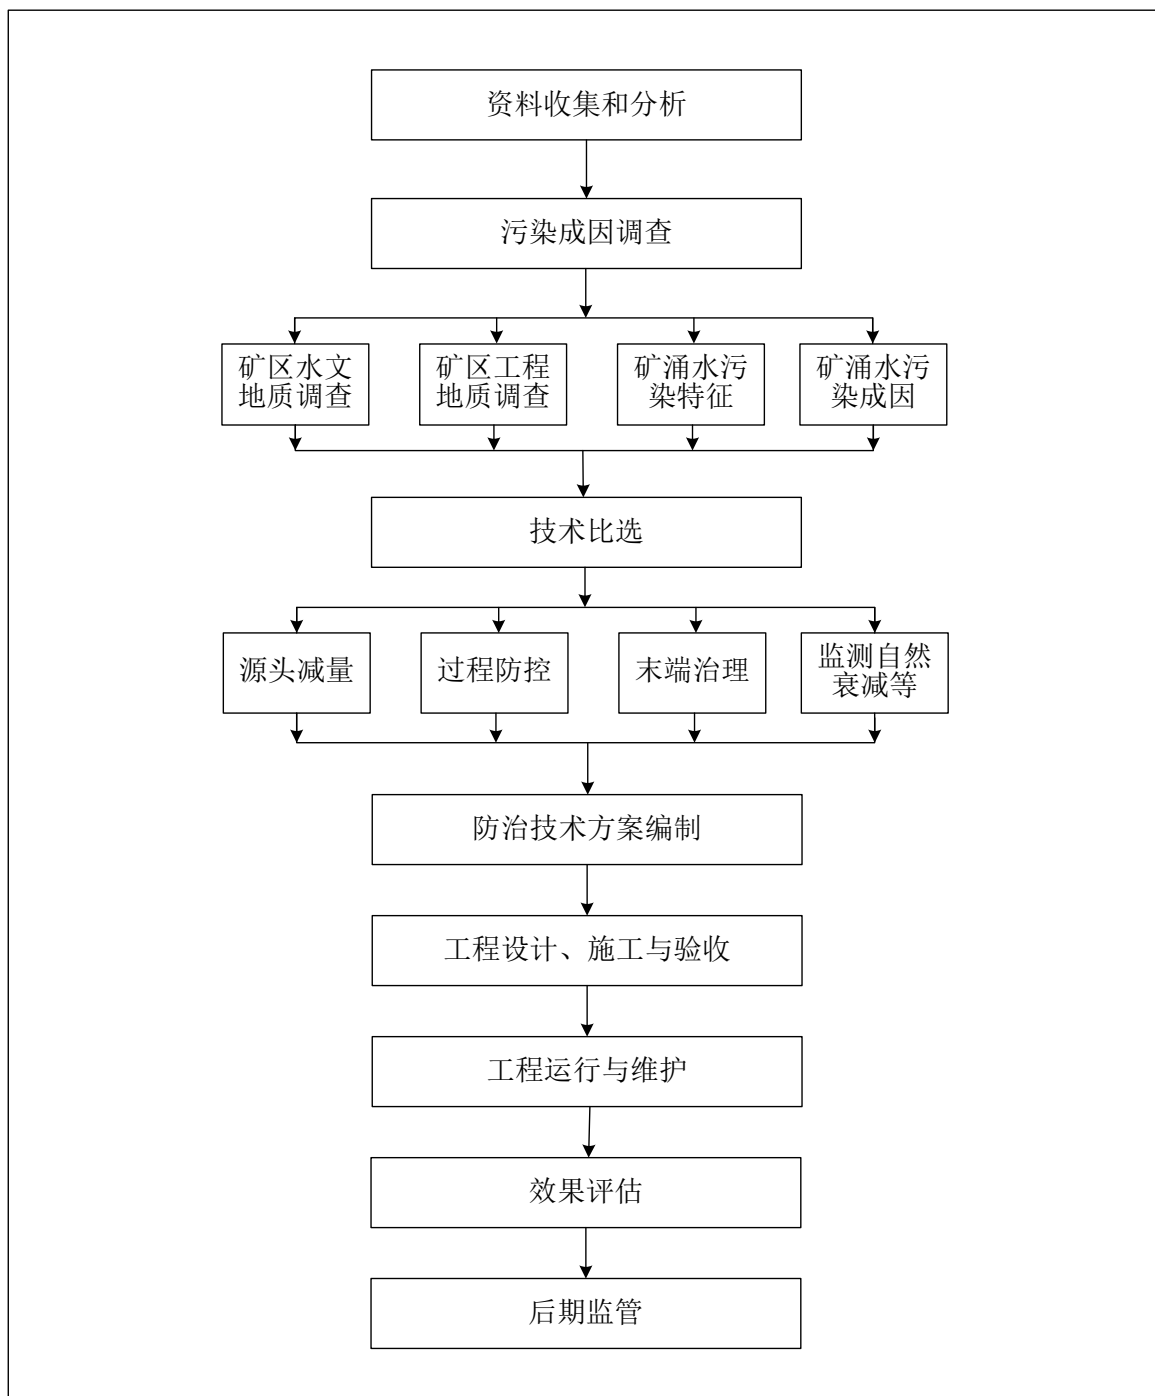 资料收集和分析
污染成因调查
矿区水文
地质调查
矿区工程
地质调查
矿涌水污
染特征
矿涌水污
染成因
技术比选
源头减量
过程防控
末端治理
监测自然
衰减等
防治技术方案编制
工程设计、施工与验收
工程运行与维护
效果评估
后期监管